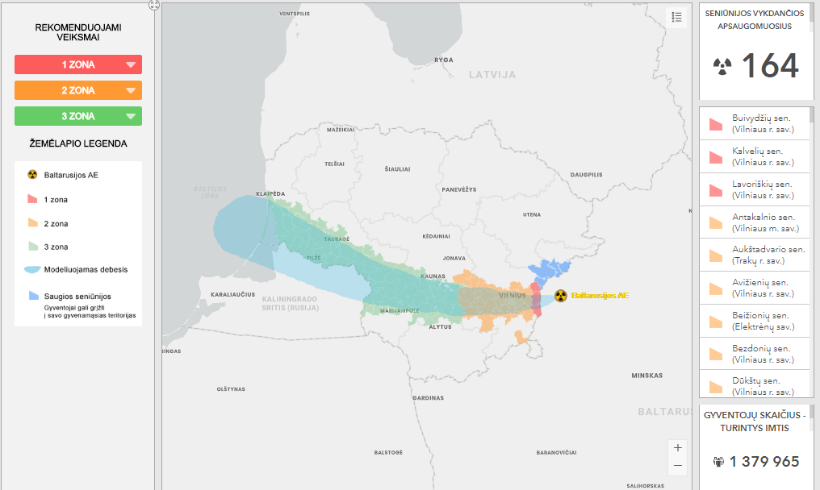 REKOMENDUOJAMI
VEIKSMAI
1 ZONA
2 ZONA
3 ZONA
ŽEMĖLAPIO LEGENDA
Baltarusijos AE
1 zona
2 zona
3 zona
Modeliuojamas debesis
Saugios seniūnijos
Gyventojai gali grįžti
į savo gyvenamąsias teritorijas
VENTSPILIS
RYGA
LATVIJA
MAŽEIKIAI
TELŠIAI
ŠIAULIAI
DAUGPILIS
PANEVĖŽYS
BALTIJOS
JŪRA
KLAIPĖDA
UTENA
TAURAGĖ
KĖDAINIAI
TILŽĖ
JONAVA
KAUNAS
KARALIAUČIUS
KALININGRADO
SRITIS (RUSIJA)
VILNIUS
Baltarusijos AE
MARIJAMPOLĖ
ALYTUS
INGAS
MINSKAS
OLŠTYNAS
GARDINAS
BALTARUS
BALSTOGĖ
BARANOVIČIAI
SALIHORSKAS
+
−
SENIŪNIJOS VYKDANČIOS
APSAUGOMUOSIUS
164
Buivydžių sen.
(Vilniaus r. sav.)
Kalvelių sen.
(Vilniaus r. sav.)
Lavoriškių sen.
(Vilniaus r. sav.)
Antakalnio sen.
(Vilniaus m. sav.)
Aukštadvario sen.
(Trakų r. sav.)
Avižienių sen.
(Vilniaus r. sav.)
Beižionių sen.
(Elektrėnų sav.)
Bezdonių sen.
(Vilniaus r. sav.)
Dūkštų sen.
(Vilniaus r. sav.)
GYVENTOJŲ SKAIČIUS -
TURINTYS IMTIS
1 379 965